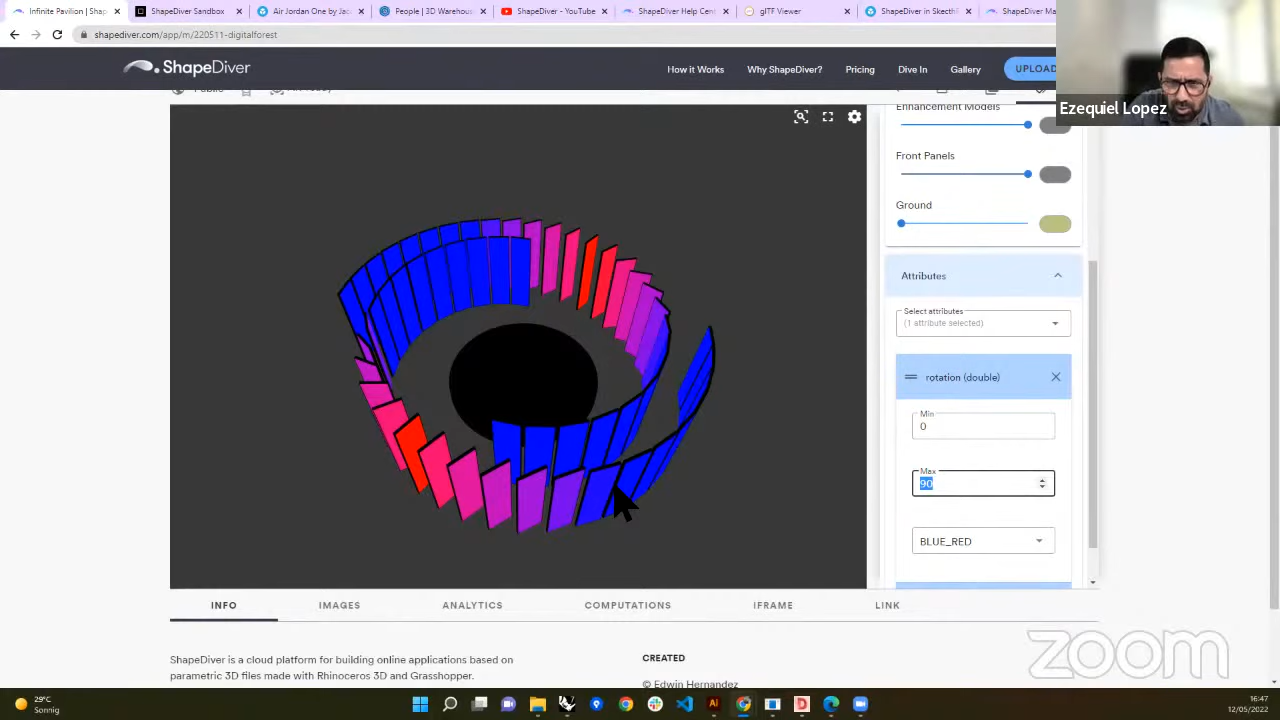 Infinite Pavilion | Shap
ShapeDiver Sandbox
Air Jordan One by Jac
People | 3D Warehous
ShapeDiver - YouTube
ShapeDiver Help Cent
glTF Viewer
ShapeDiver in SkecthF
ShapeDiver Ma
shapediver.com/app/m/220511-digitalforest
ShapeDiver
How it Works
Why ShapeDiver?
Pricing
Dive In
Gallery
UPLOAD
Ezequiel Lopez
Public
Enhancement Models
Front Panels
Ground
Attributes
Select attributes
(1 attribute selected)
rotation (double)
Min
0
Max
90
BLUE_RED
INFO
IMAGES
ANALYTICS
COMPUTATIONS
IFRAME
LINK
ShapeDiver is a cloud platform for building online applications based on
parametric 3D files made with Rhinoceros 3D and Grasshopper.
CREATED
© Edwin Hernandez
zoom
29°C
Sonnig
16:47
12/05/2022